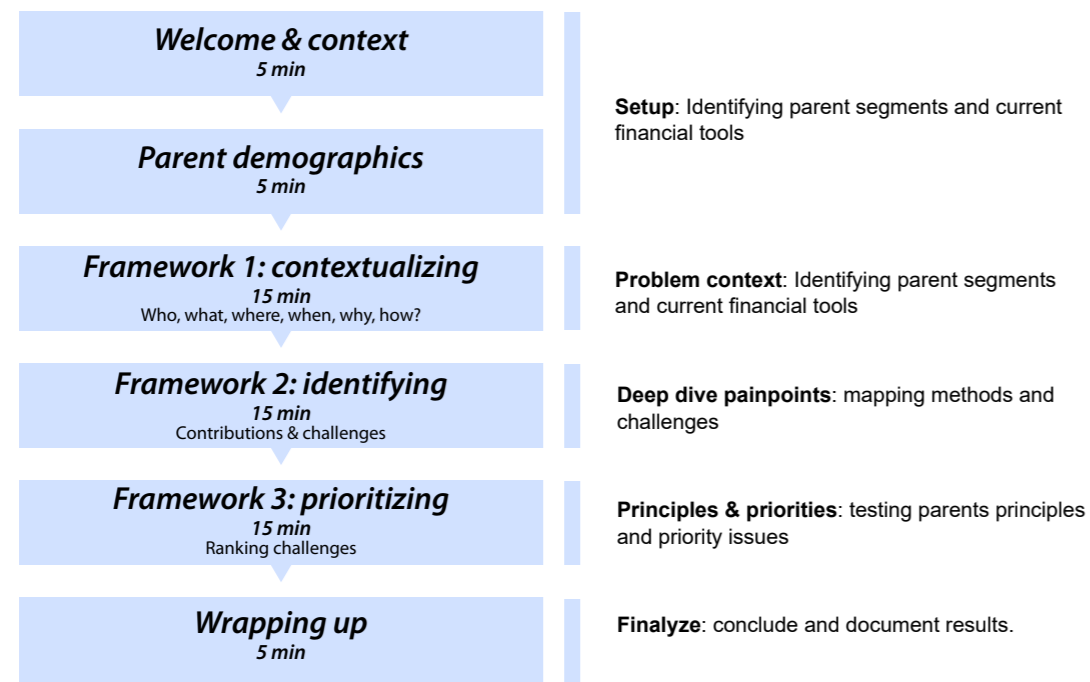 Welcome & context
5 min
Parent demographics
5 min
Setup: Identifying parent segments and current
financial tools
Framework 1: contextualizing
15 min
Who, what, where, when, why, how?
Problem context: Identifying parent segments
and current financial tools
Framework 2: identifying
15 min
Contributions & challenges
Deep dive painpoints: mapping methods and
challenges
Framework 3: prioritizing
15 min
Ranking challenges
Principles & priorities: testing parents principles
and priority issues
Wrapping up
5 min
Finalyze: conclude and document results.